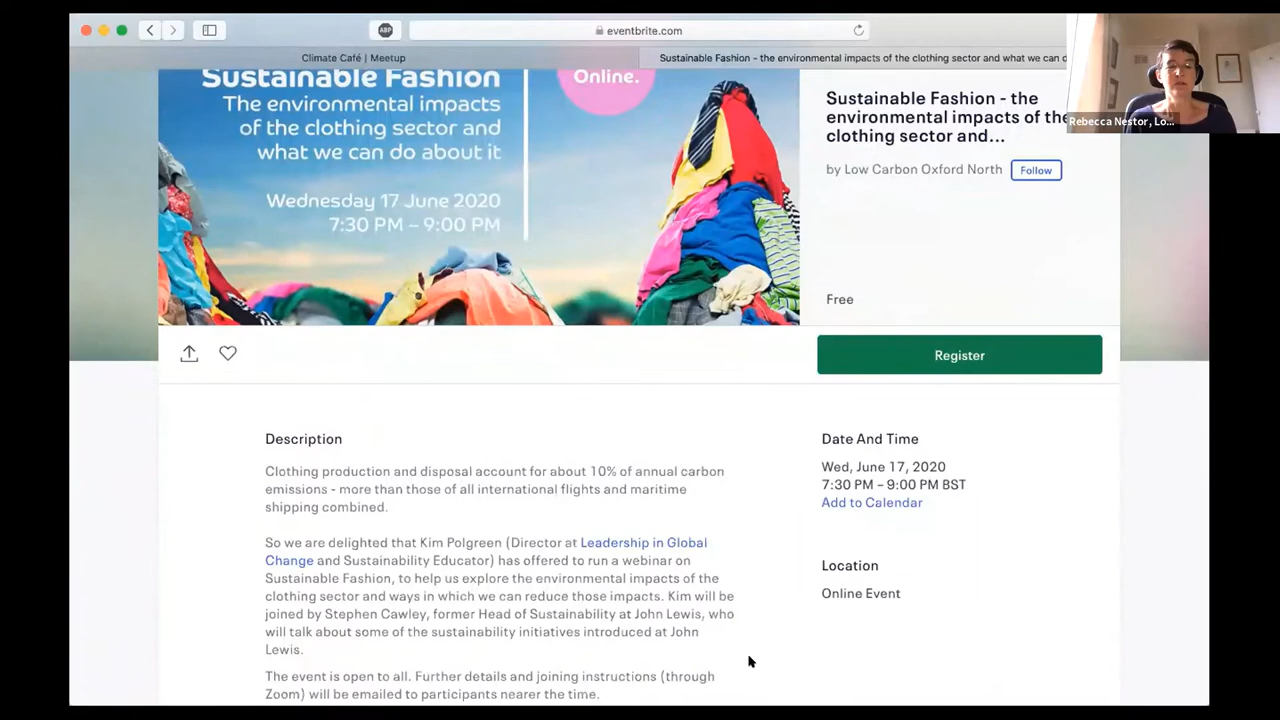 ABP
eventbrite.com
Climate Café | Meetup
Sustainable Fashion - the environmental impacts of the clothing sector and what we can d
Rebecca Nestor, Lo...
Sustainable Fashion
The environmental impacts
of the clothing sector and
what we can do about it
Wednesday 17 June 2020
7:30 PM – 9:00 PM
Online.
Sustainable Fashion - the
environmental impacts of the
clothing sector and...
by Low Carbon Oxford North
Follow
Free
Register
Description
Clothing production and disposal account for about 10% of annual carbon
emissions - more than those of all international flights and maritime
shipping combined.
So we are delighted that Kim Polgreen (Director at Leadership in Global
Change and Sustainability Educator) has offered to run a webinar on
Sustainable Fashion, to help us explore the environmental impacts of the
clothing sector and ways in which we can reduce those impacts. Kim will be
joined by Stephen Cawley, former Head of Sustainability at John Lewis, who
will talk about some of the sustainability initiatives introduced at John
Lewis.
The event is open to all. Further details and joining instructions (through
Zoom) will be emailed to participants nearer the time.
Date And Time
Wed, June 17, 2020
7:30 PM – 9:00 PM BST
Add to Calendar
Location
Online Event